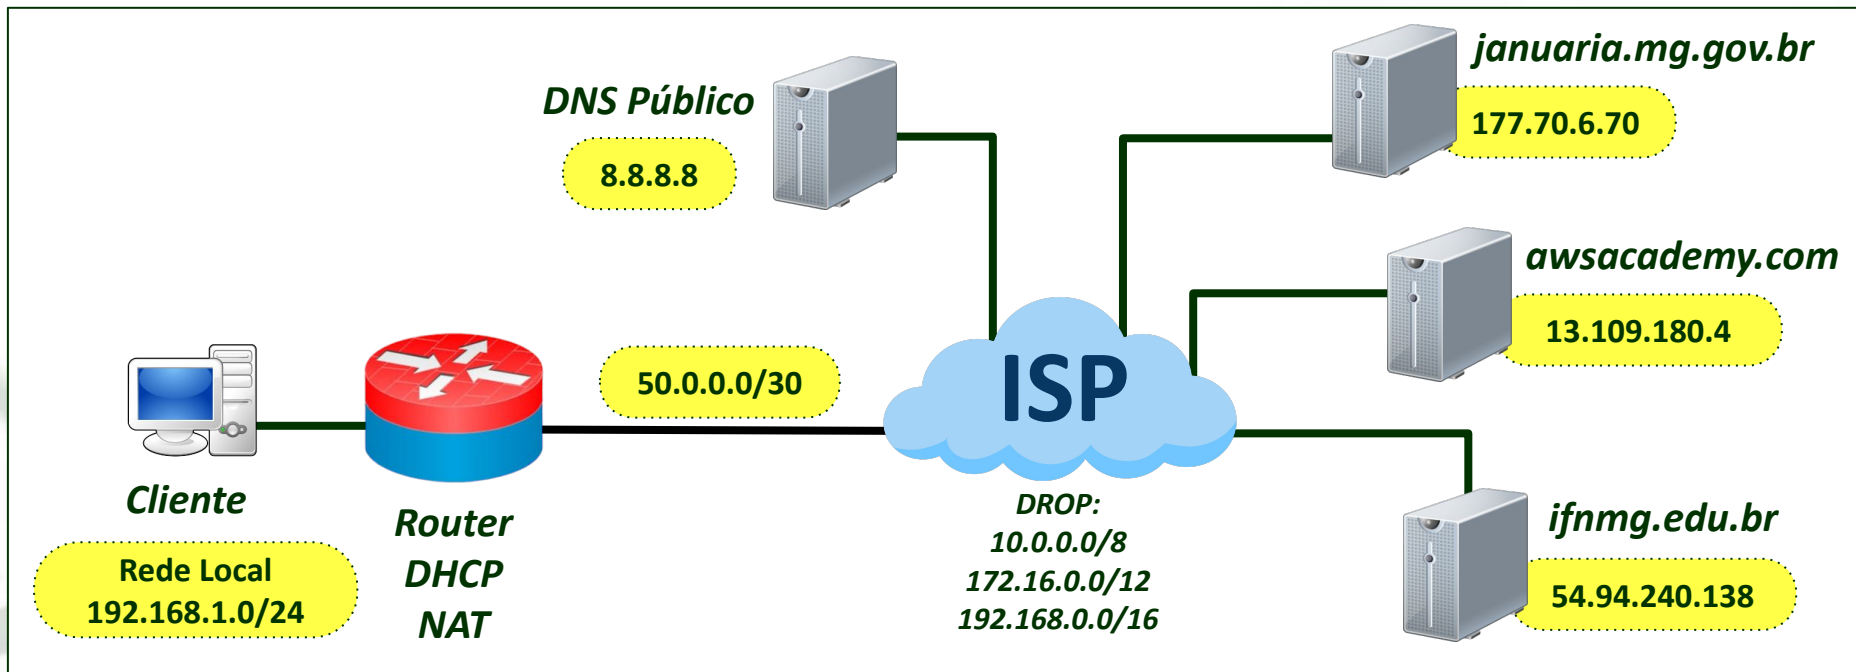 DNS Público
8.8.8.8
januaria.mg.gov.br
177.70.6.70
awsacademy.com
13.109.180.4
50.0.0.0/30
ISP
Cliente
Rede Local
192.168.1.0/24
Router
DHCP
NAT
DROP:
10.0.0.0/8
172.16.0.0/12
192.168.0.0/16
ifnmg.edu.br
54.94.240.138